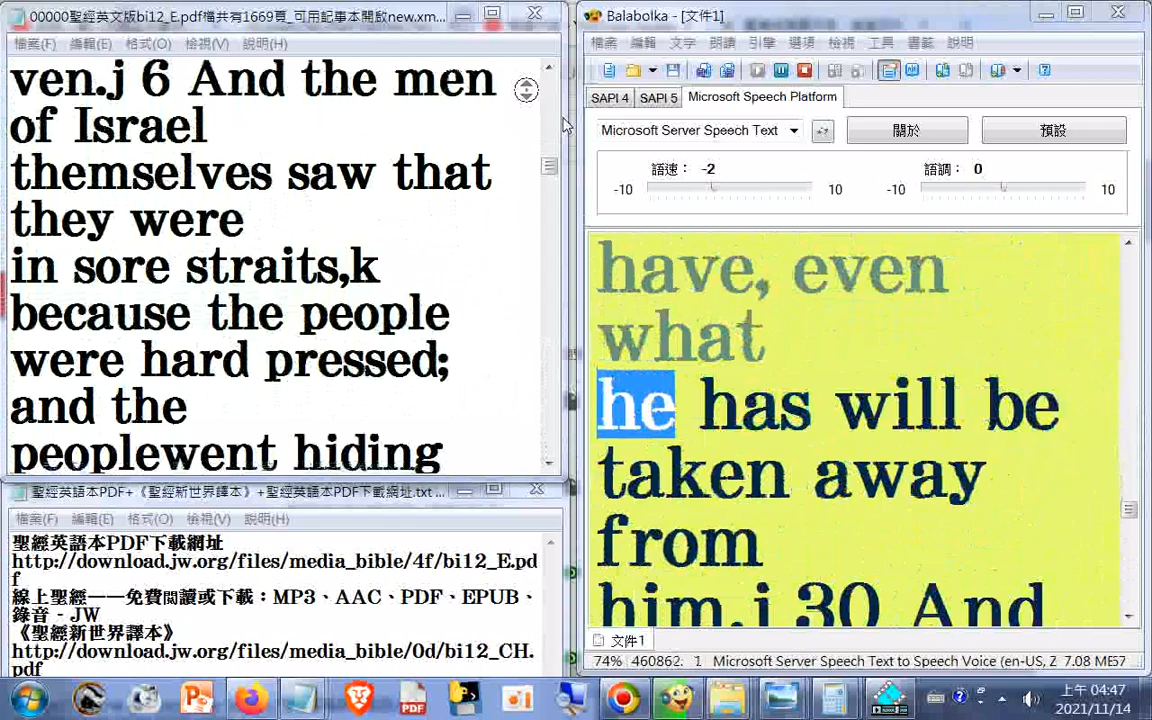 00000聖經英文版bi12_E.pdf檔共有1669頁_可用記事本開啟new.xm...
檔案(F) 編輯(E) 格式(O) 檢視(V) 說明(H)
ven.j 6 And the men
of Israel
themselves saw that
they were
in sore straits,k
because the people
were hard pressed;
and the
peoplewent hiding
聖經英語本PDF+《聖經新世界譯本》+聖經英語本PDF下載網址.txt ...
檔案(F) 編輯(E) 格式(O) 檢視(V) 說明(H)
聖經英語本PDF下載網址
http://download.jw.org/files/media_bible/4f/bi12_E.pd
f
線上聖經——免費閱讀或下載：MP3、AAC、PDF、EPUB、
錄音 - JW
《聖經新世界譯本》
http://download.jw.org/files/media_bible/0d/bi12_CH.
pdf
Balabolka - [文件1]
檔案 編輯 文字 朗讀 引擎 選項 檢視 工具 書籤 說明
SAPI 4 SAPI 5 Microsoft Speech Platform
Microsoft Server Speech Text 關於 預設
語速： -2 語調： 0
-10 10 -10 10
have, even
what
he has will be
taken away
from
him.j 30 And
文件1
74% 460862: 1 Microsoft Server Speech Text to Speech Voice (en-US, Z 7.08 ME57
上午 04:47
2021/11/14